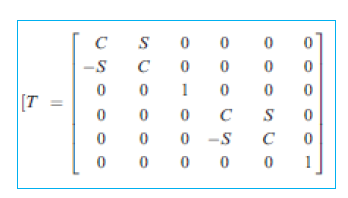 C S 0 0 0 0
-S C 0 0 0 0
0 0 1 0 0 0
[T =
0 0 0 C S 0
0 0 0 -S C 0
0 0 0 0 0 1